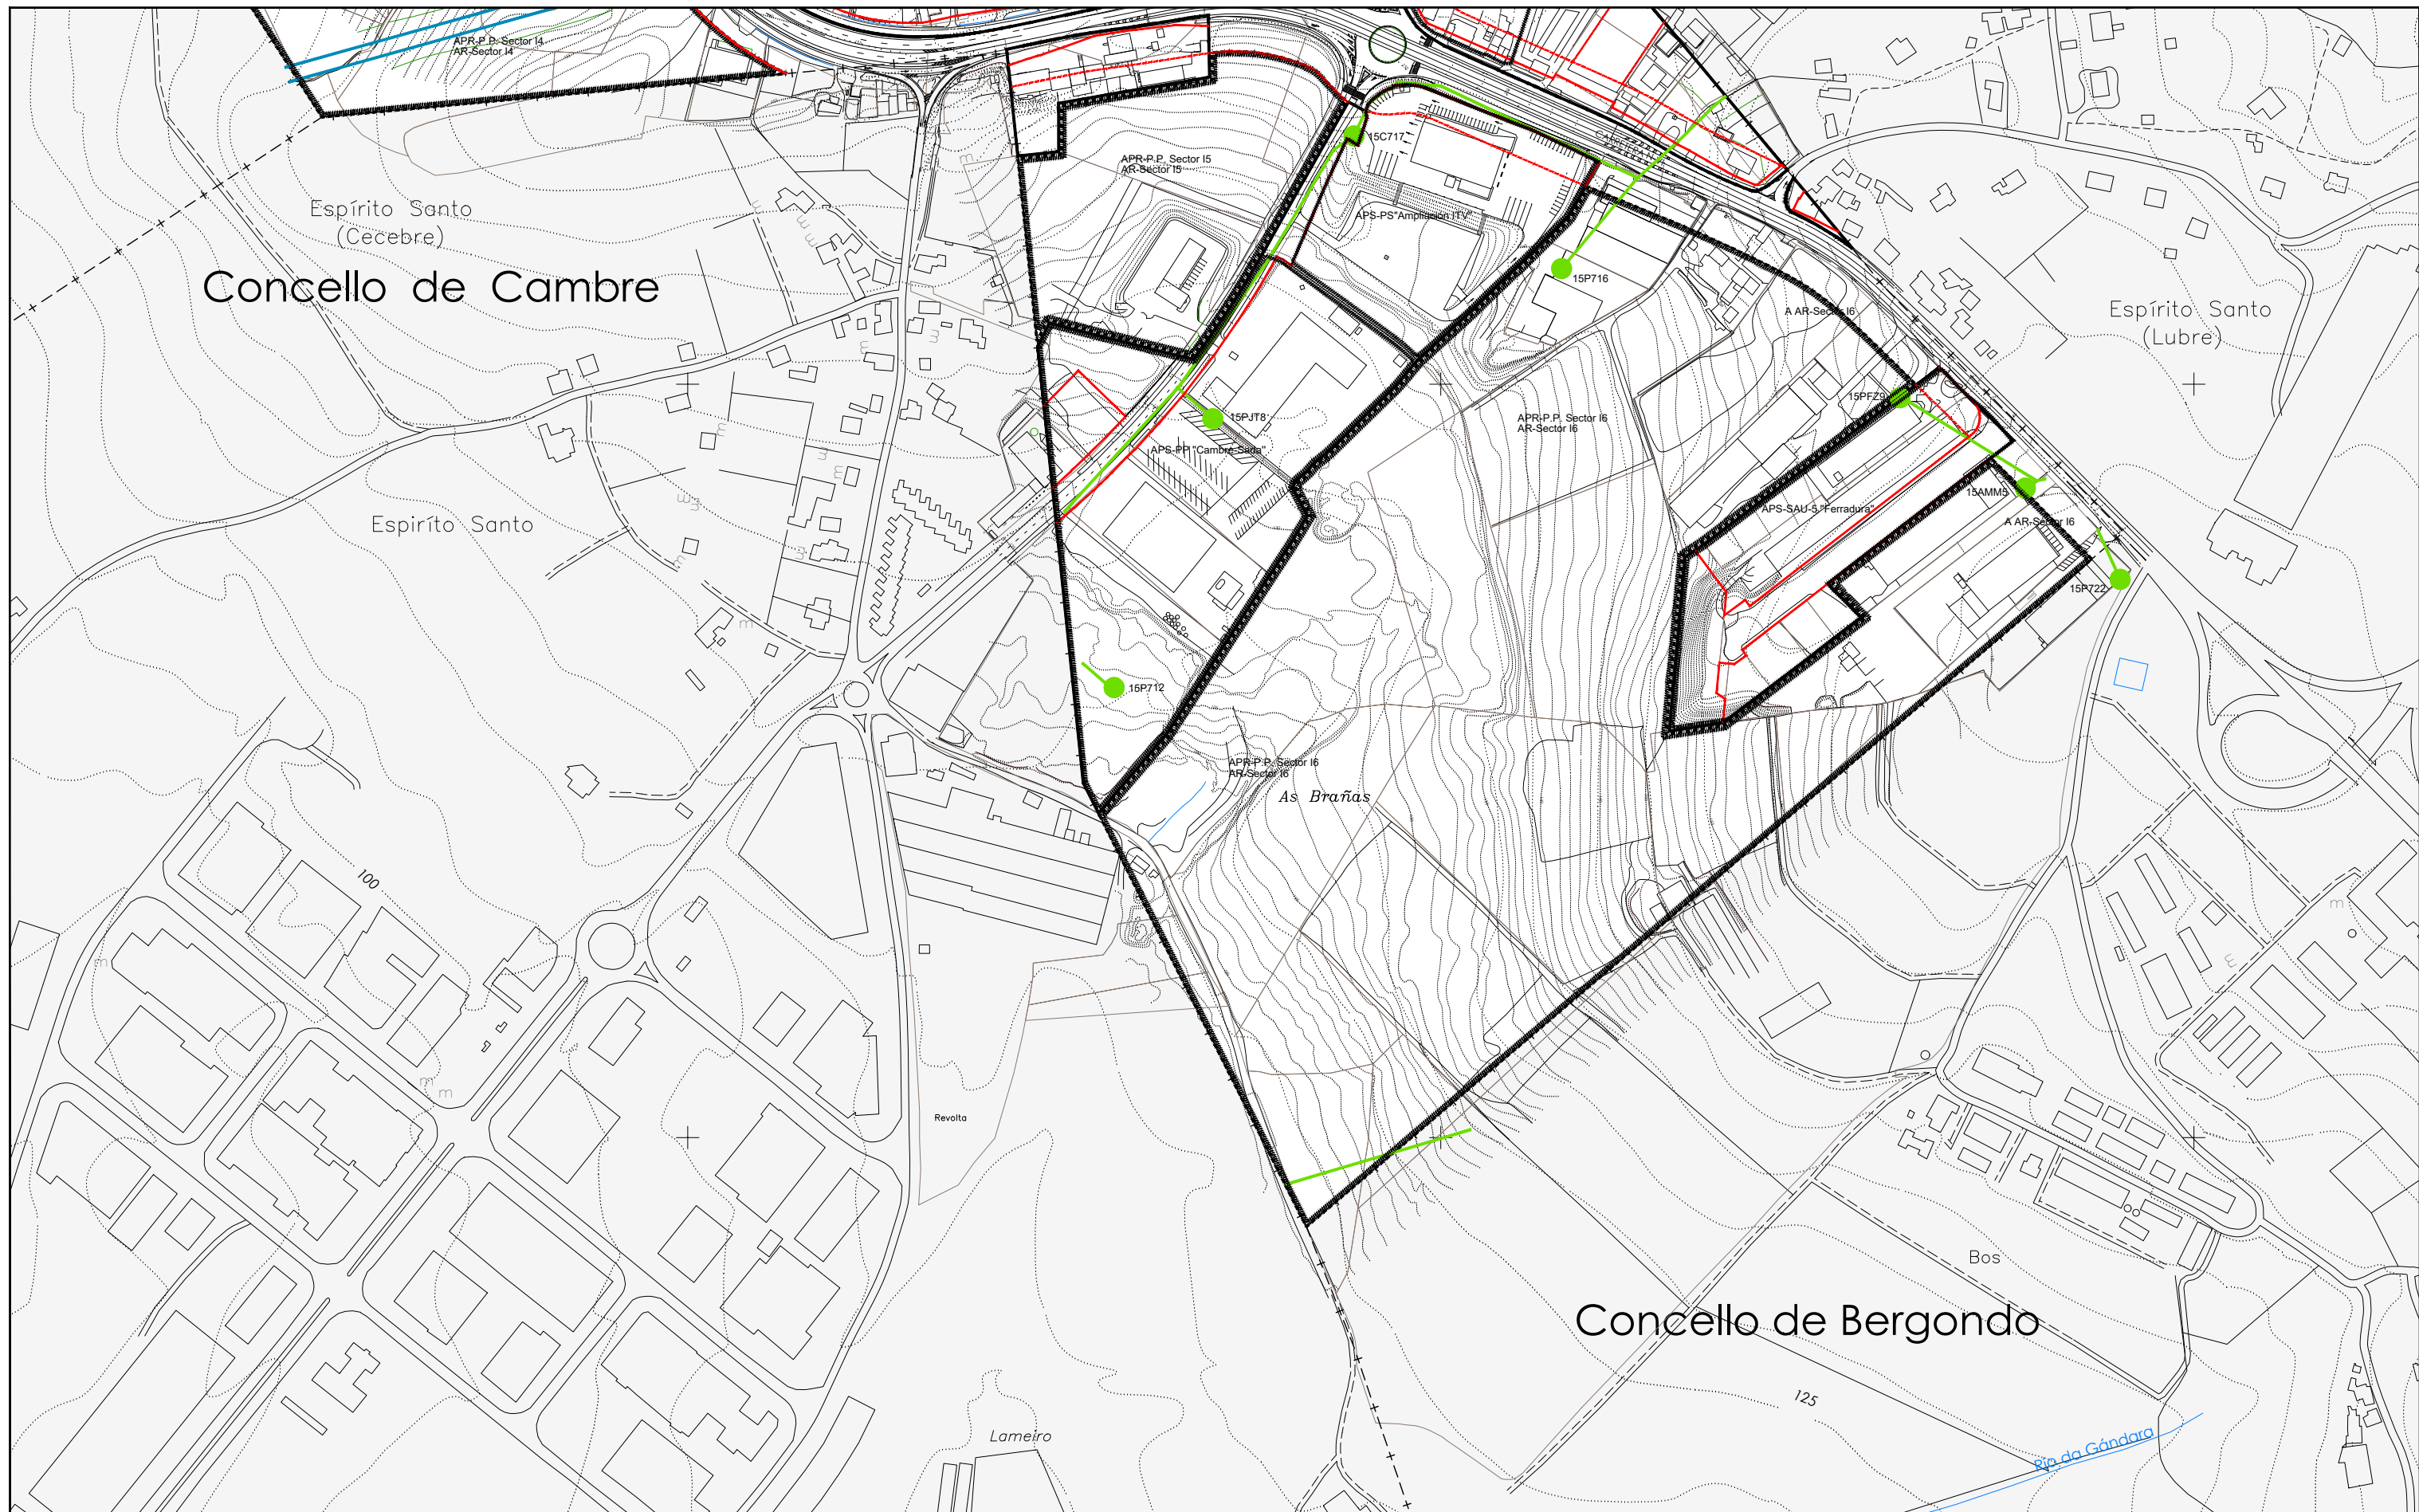 APR-P.P. Sector I4
AR-Sector I4
15C717
APR-P.P. Sector I5
AR-Sector I5
Espírito Santo
(Cecebre)
APS-PS"Ampliación ITV"
15P716
Concello de Cambre
A AR-Sector I6
Espírito Santo
(Lubre)
15PFZ9
15PJT8
APR-P.P. Sector I6
AR-Sector I6
APS-PP "Cambre-Sada"
15AMM5
APS-SAU-5 "Ferradura"
A AR-Sector I6
Espiríto Santo
15P722
15P712
APR-P.P. Sector I6
AR-Sector I6
As Brañas
100
Revolta
Bos
Concello de Bergondo
125
Lameiro
Río da Gándara